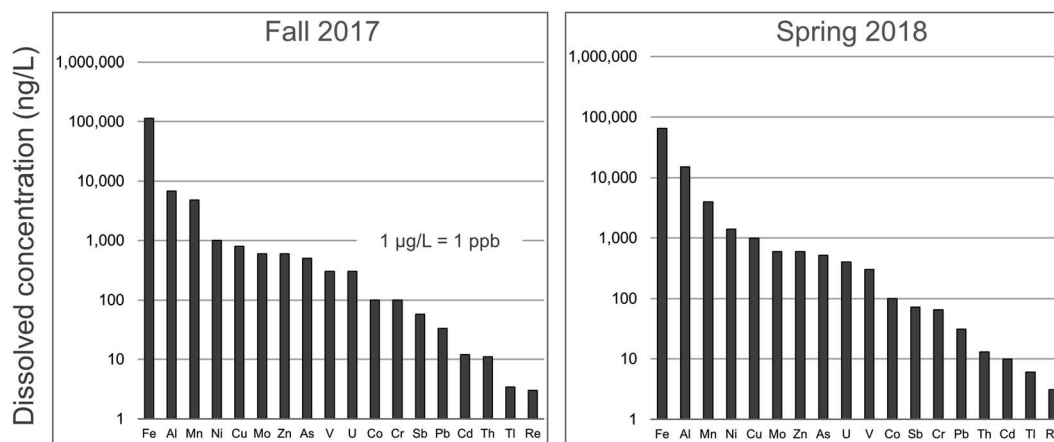 Dissolved concentration (ng/L)
Fall 2017
1,000,000
100,000
10,000
1,000
100
10
1
1 µg/L = 1 ppb
Fe Al Mn Ni Cu Mo Zn As V U Co Cr Sb Pb Cd Th Tl Re
Spring 2018
1,000,000
100,000
10,000
1,000
100
10
1
Fe Al Mn Ni Cu Mo Zn As U V Co Sb Cr Pb Th Cd Tl